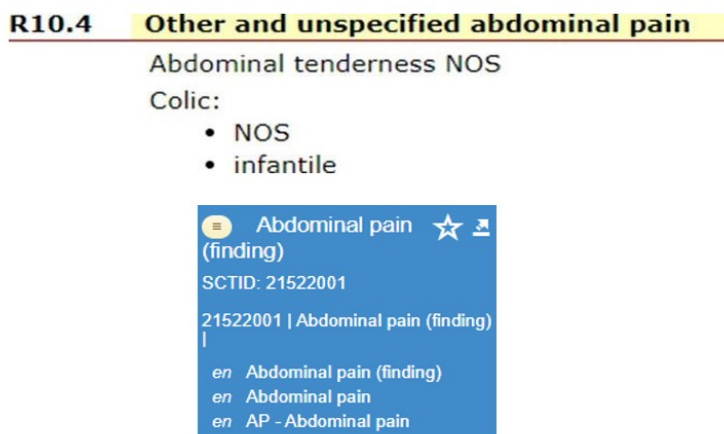 R10.4 Other and unspecified abdominal pain
Abdominal tenderness NOS
Colic:
• NOS
• infantile
Abdominal pain
(finding)
SCTID: 21522001
21522001 | Abdominal pain (finding)
|
en Abdominal pain (finding)
en Abdominal pain
en AP - Abdominal pain